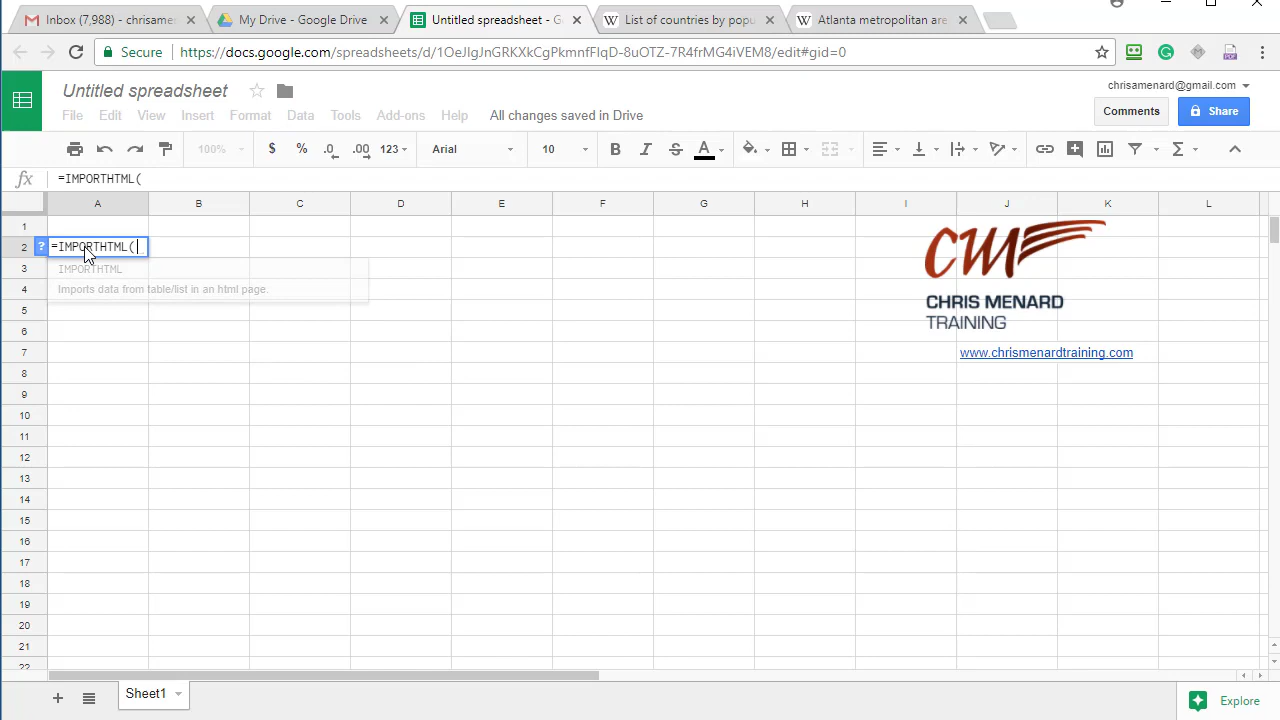 Inbox (7,988) - chrisame
My Drive - Google Drive
Untitled spreadsheet - G
List of countries by popu
Atlanta metropolitan are
Secure
https://docs.google.com/spreadsheets/d/1OeJlgJnGRKXkCgPkmnfFlqD-8uOTZ-7R4frMG4iVEM8/edit#gid=0
Untitled spreadsheet
chrisamenard@gmail.com
File Edit View Insert Format Data Tools Add-ons Help All changes saved in Drive
Comments
Share
100% $ % .0 .00 123 Arial 10 B I S A Σ
fx =IMPORTHTML(
A B C D E F G H I J K L
1
2 ? =IMPORTHTML(
3 IMPORTHTML
4 Imports data from table/list in an html page.
5
6
7
8
9
10
11
12
13
14
15
16
17
18
19
20
21
22
CM
CHRIS MENARD
TRAINING
www.chrismenardtraining.com
+ Sheet1
Explore